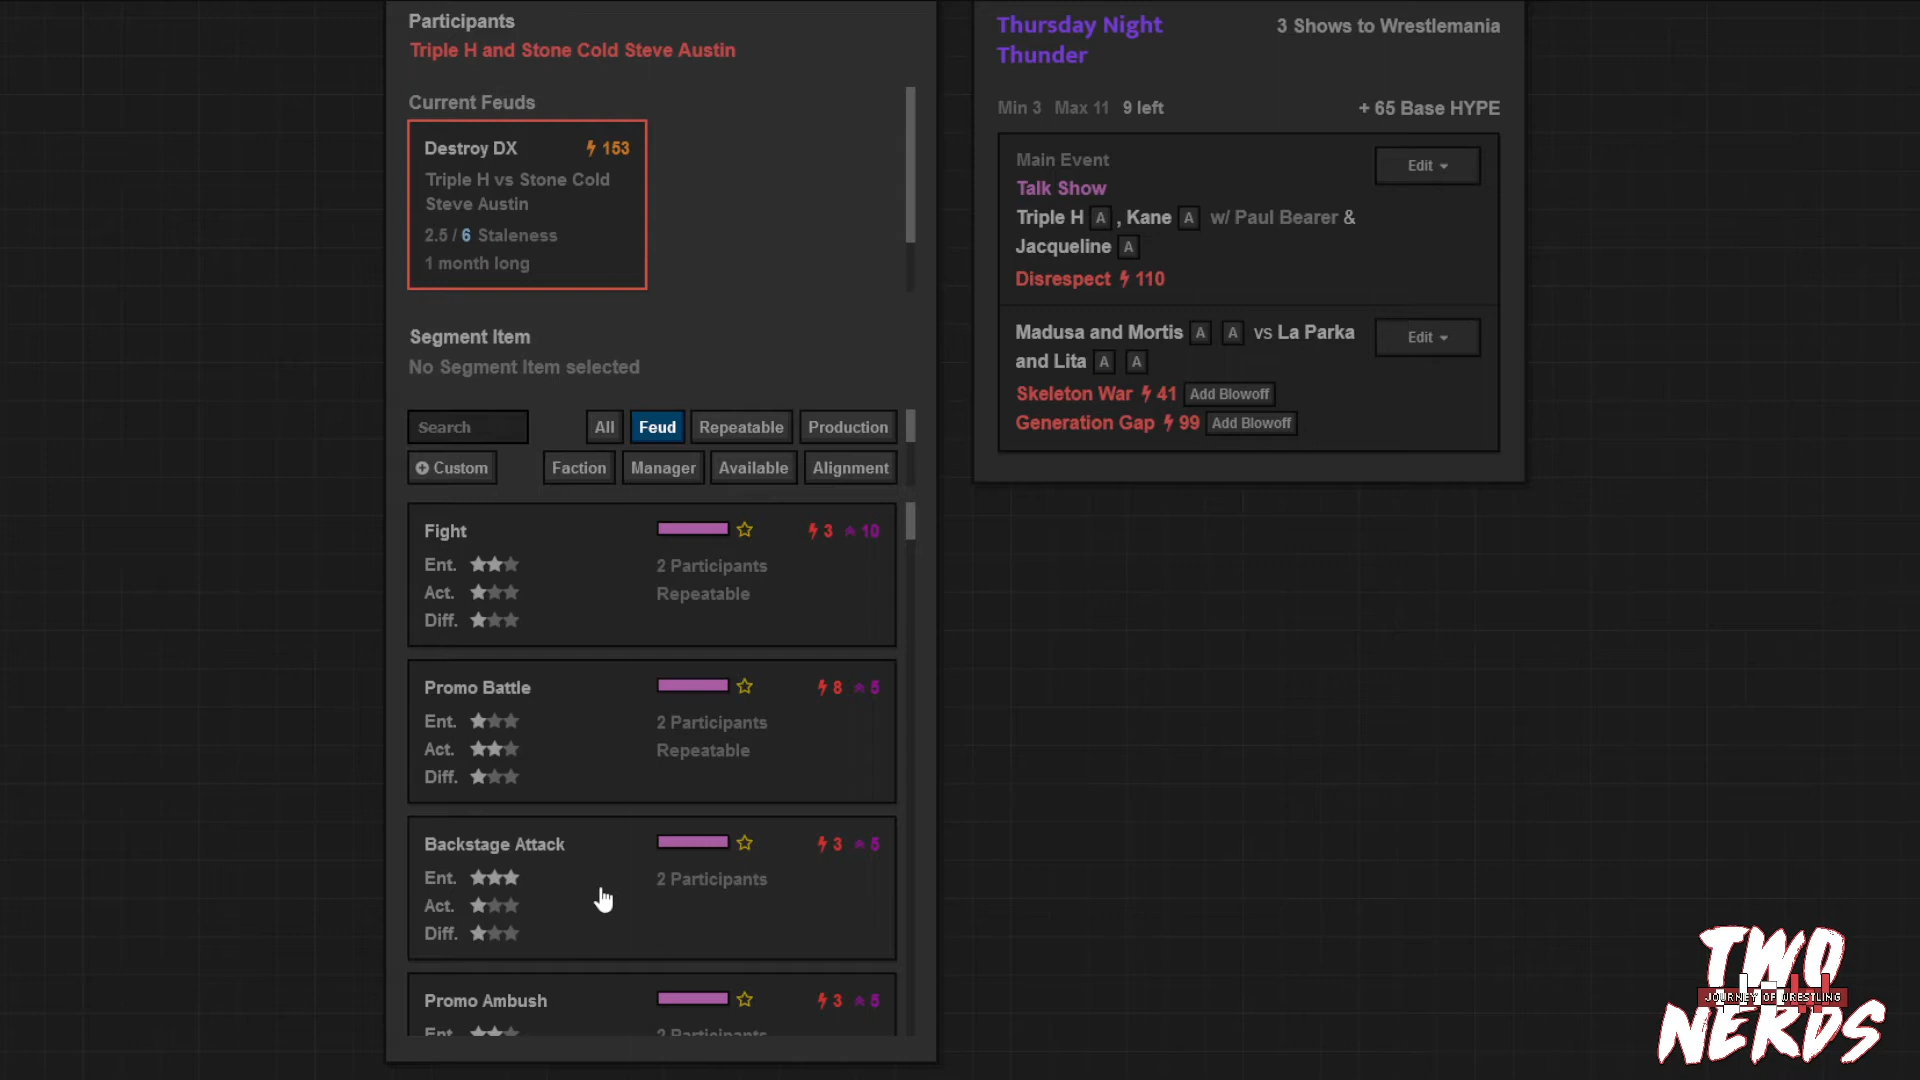 Participants
Triple H and Stone Cold Steve Austin
Current Feuds
Destroy DX 153
Triple H vs Stone Cold
Steve Austin
2.5 / 6 Staleness
1 month long
Segment Item
No Segment Item selected
Search All Feud Repeatable Production
Custom Faction Manager Available Alignment
Fight 3 10
Ent. 2 Participants
Act. Repeatable
Diff.
Promo Battle 8 5
Ent. 2 Participants
Act. Repeatable
Diff.
Backstage Attack 3 5
Ent. 2 Participants
Act.
Diff.
Promo Ambush 3 5
Ent. 2 Participants
Thursday Night
Thunder
3 Shows to Wrestlemania
Min 3 Max 11 9 left + 65 Base HYPE
Main Event Edit
Talk Show
Triple H A , Kane A w/ Paul Bearer &
Jacqueline A
Disrespect 110
Madusa and Mortis A A vs La Parka Edit
and Lita A A
Skeleton War 41 Add Blowoff
Generation Gap 99 Add Blowoff
TWO
JOURNEY OF WRESTLING
NERDS